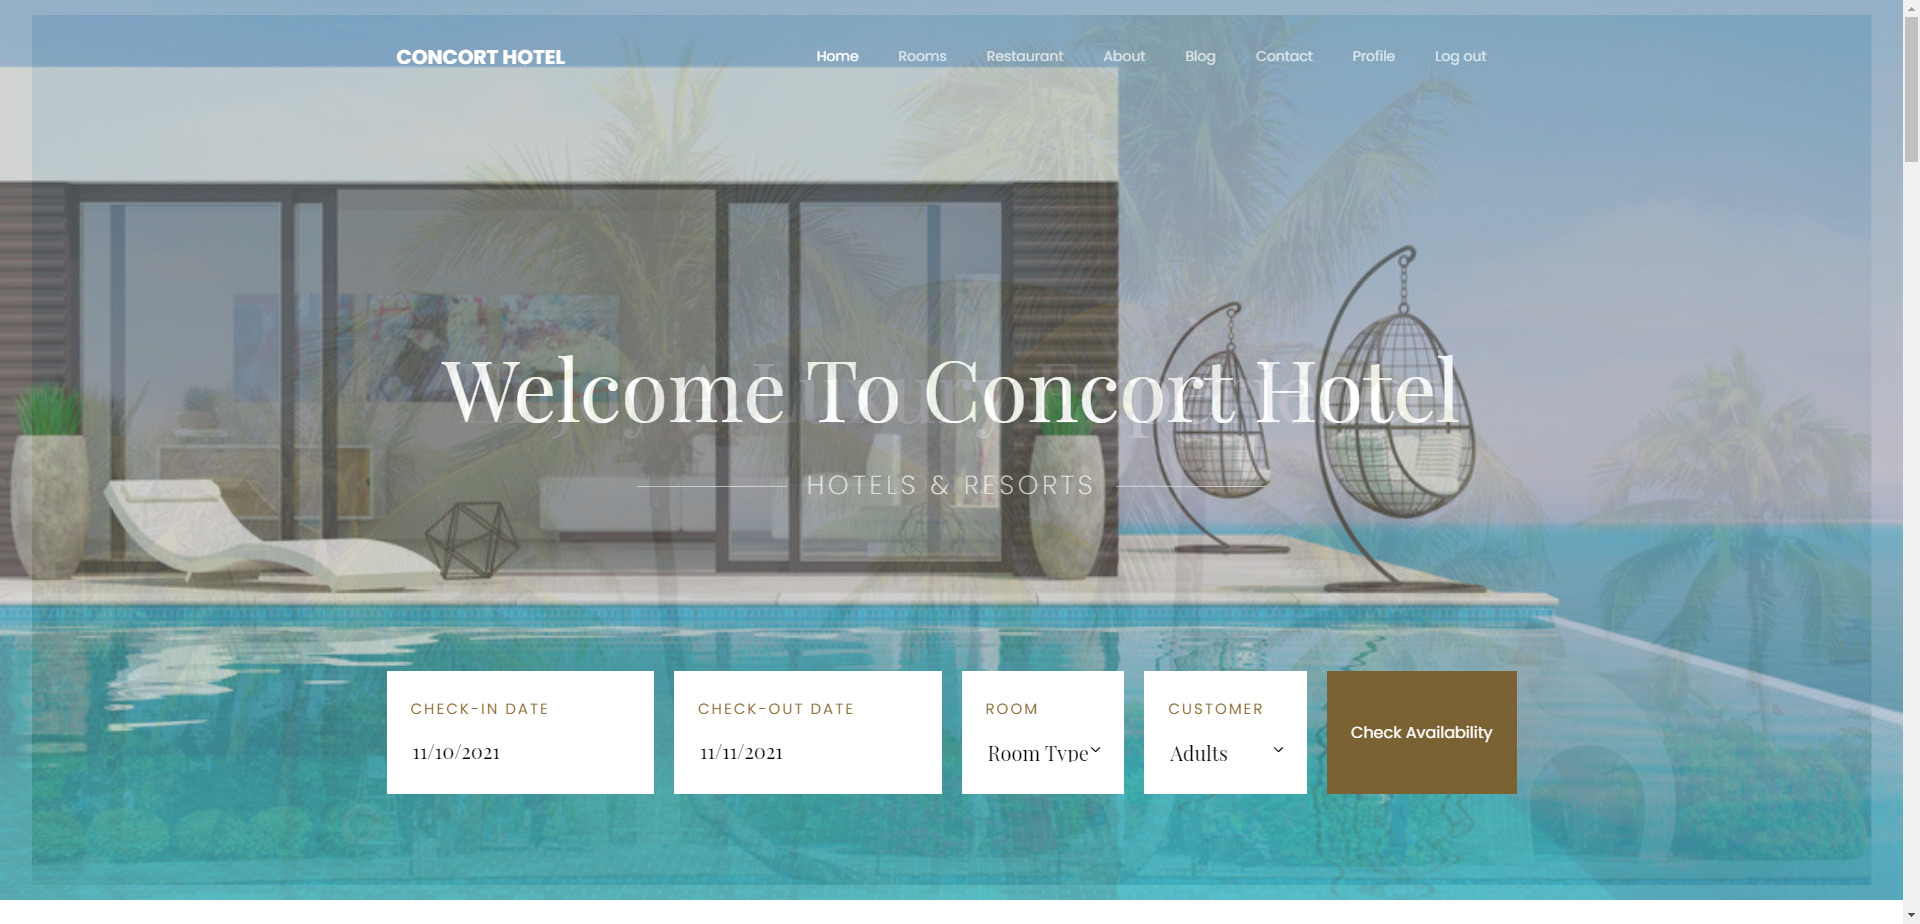 CONCORT HOTEL
Home Rooms Restaurant About Blog Contact Profile Log out
Welcome To Concort Hotel
HOTELS & RESORTS
CHECK-IN DATE
11/10/2021
CHECK-OUT DATE
11/11/2021
ROOM
Room Type
CUSTOMER
Adults
Check Availability